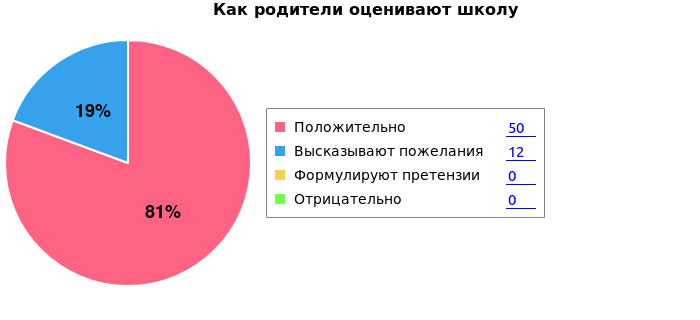 Как родители оценивают школу
19%
81%
Положительно 50
Высказывают пожелания 12
Формулируют претензии 0
Отрицательно 0